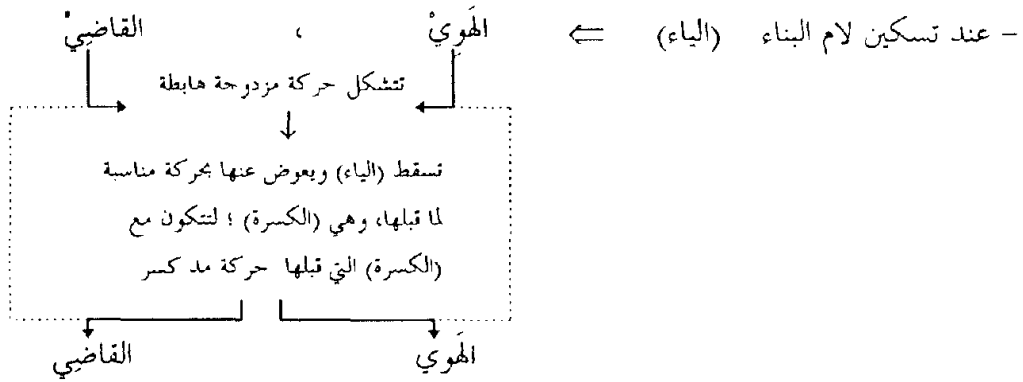 - عند تسكين لام البناء (الياء) ⇐ الهَوِيْ ، القاضِيْ
تتشكل حركة مزدوجة هابطة
تسقط (الياء) ويعوض عنها بحركة مناسبة
لما قبلها، وهي (الكسرة) ؛ لتتكون مع
(الكسرة) التي قبلها حركة مد كسر
الهَوِي القاضِي